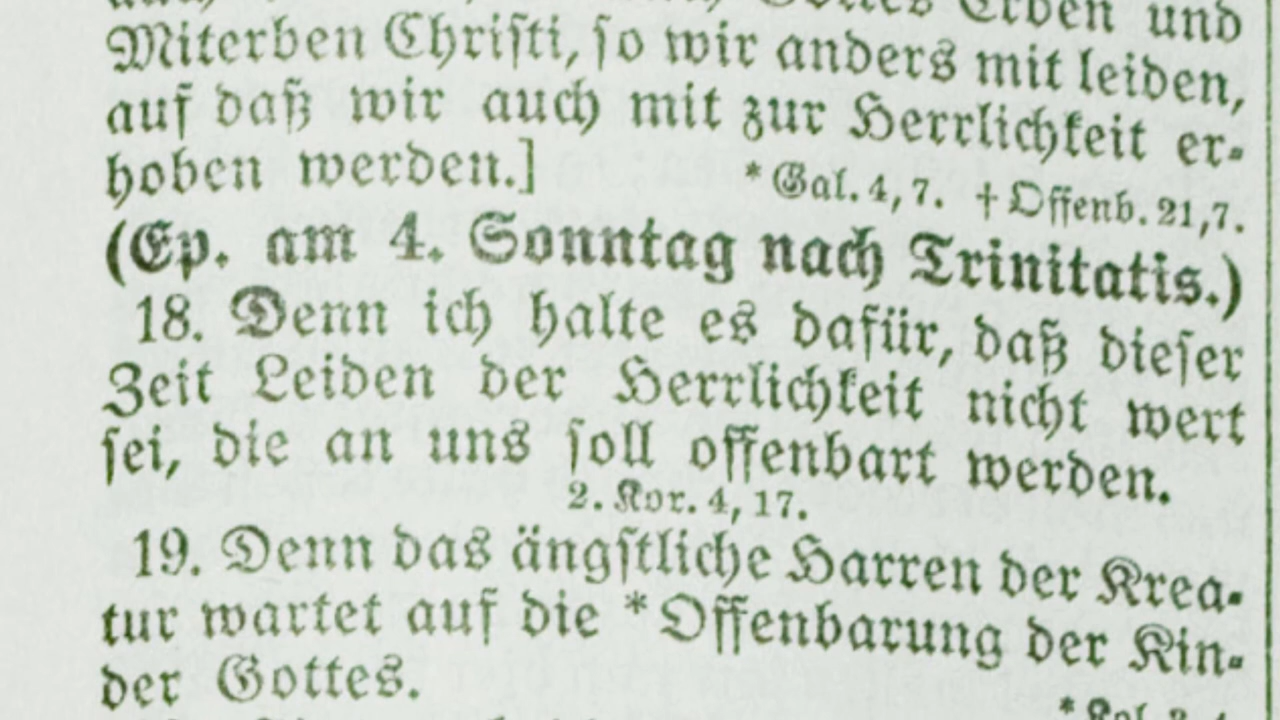 Gottes Erben und
Miterben Christi, so wir anders mit leiden,
auf daß wir auch mit zur Herrlichkeit er-
hoben werden.] * Gal. 4, 7. † Offenb. 21, 7.
(Ep. am 4. Sonntag nach Trinitatis.)
18. Denn ich halte es dafür, daß dieser
Zeit Leiden der Herrlichkeit nicht wert
sei, die an uns soll offenbart werden.
2. Kor. 4, 17.
19. Denn das ängstliche Harren der Krea-
tur wartet auf die * Offenbarung der Kin-
der Gottes.